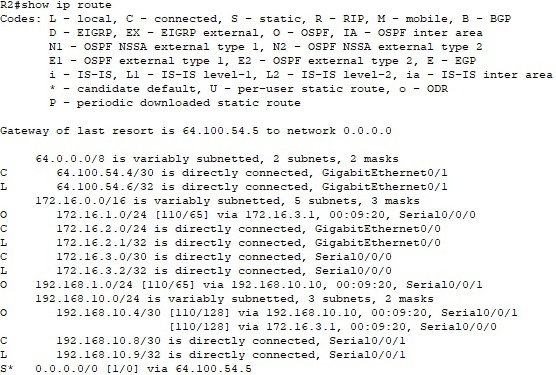 R2#show ip route
Codes: L - local, C - connected, S - static, R - RIP, M - mobile, B - BGP
       D - EIGRP, EX - EIGRP external, O - OSPF, IA - OSPF inter area
       N1 - OSPF NSSA external type 1, N2 - OSPF NSSA external type 2
       E1 - OSPF external type 1, E2 - OSPF external type 2, E - EGP
       i - IS-IS, L1 - IS-IS level-1, L2 - IS-IS level-2, ia - IS-IS inter area
       * - candidate default, U - per-user static route, o - ODR
       P - periodic downloaded static route
Gateway of last resort is 64.100.54.5 to network 0.0.0.0
     64.0.0.0/8 is variably subnetted, 2 subnets, 2 masks
C       64.100.54.4/30 is directly connected, GigabitEthernet0/1
L       64.100.54.6/32 is directly connected, GigabitEthernet0/1
     172.16.0.0/16 is variably subnetted, 5 subnets, 3 masks
O       172.16.1.0/24 [110/65] via 172.16.3.1, 00:09:20, Serial0/0/0
C       172.16.2.0/24 is directly connected, GigabitEthernet0/0
L       172.16.2.1/32 is directly connected, GigabitEthernet0/0
C       172.16.3.0/30 is directly connected, Serial0/0/0
L       172.16.3.2/32 is directly connected, Serial0/0/0
O    192.168.1.0/24 [110/65] via 192.168.10.10, 00:09:20, Serial0/0/1
     192.168.10.0/24 is variably subnetted, 3 subnets, 2 masks
O       192.168.10.4/30 [110/128] via 192.168.10.10, 00:09:20, Serial0/0/1
                        [110/128] via 172.16.3.1, 00:09:20, Serial0/0/0
C       192.168.10.8/30 is directly connected, Serial0/0/1
L       192.168.10.9/32 is directly connected, Serial0/0/1
S*   0.0.0.0/0 [1/0] via 64.100.54.5